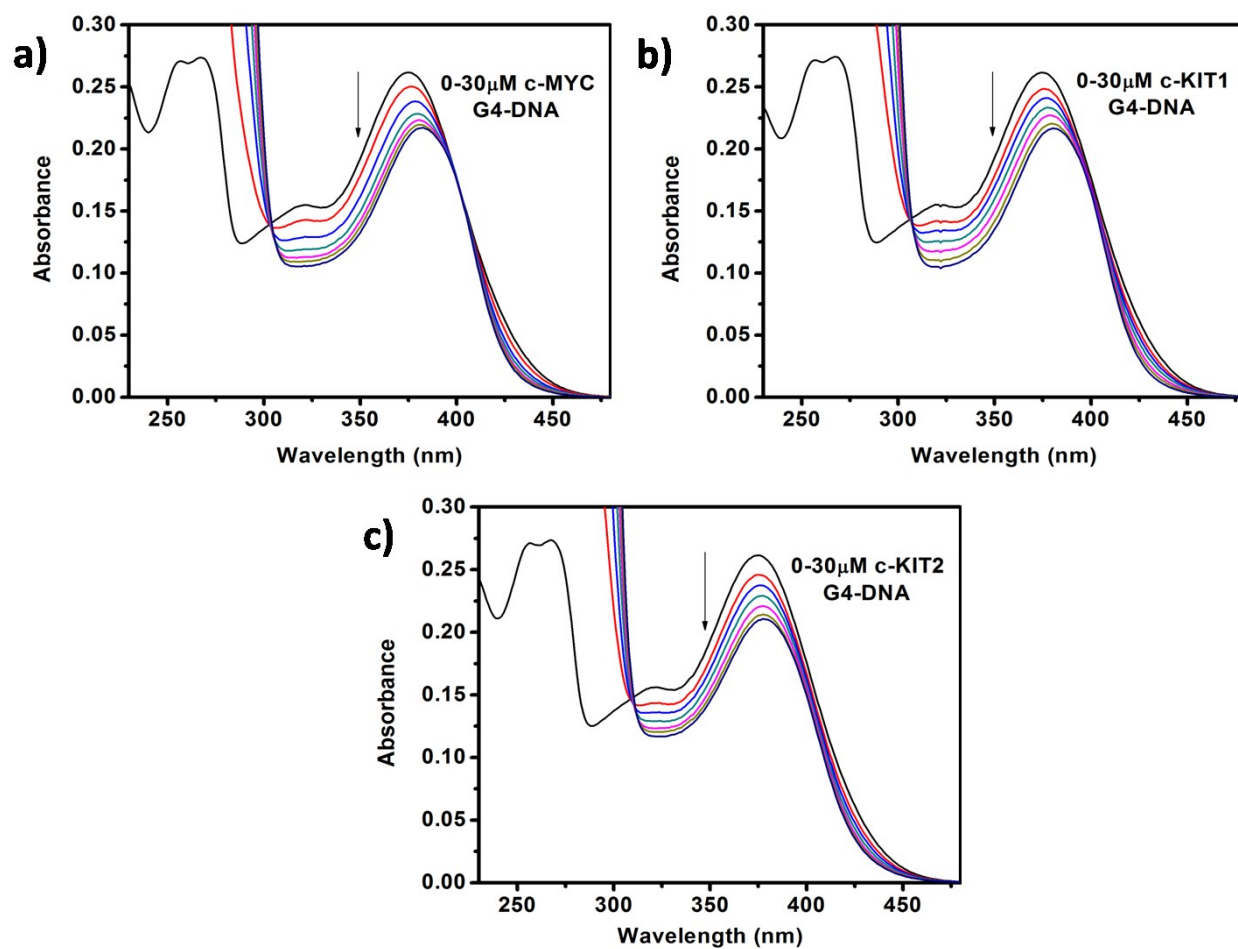 a)
0-30μM c-MYC
G4-DNA
0.30
0.25
0.20
0.15
0.10
0.05
0.00
Absorbance
250 300 350 400 450
Wavelength (nm)
b)
0-30μM c-KIT1
G4-DNA
0.30
0.25
0.20
0.15
0.10
0.05
0.00
Absorbance
250 300 350 400 450
Wavelength (nm)
c)
0-30μM c-KIT2
G4-DNA
0.30
0.25
0.20
0.15
0.10
0.05
0.00
Absorbance
250 300 350 400 450
Wavelength (nm)